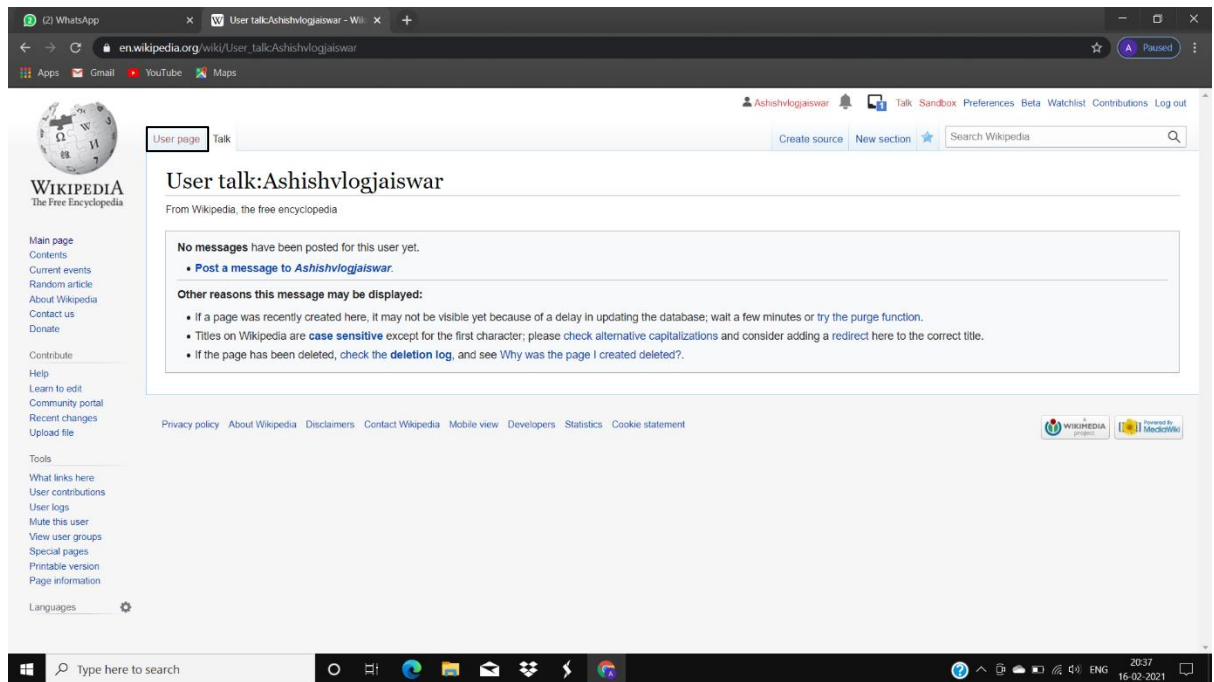 (2) WhatsApp
User talk:Ashishvlogjaiswar - Wik
en.wikipedia.org/wiki/User_talk:Ashishvlogjaiswar
A Paused
Apps Gmail YouTube Maps
Ashishvlogjaiswar 1 Talk Sandbox Preferences Beta Watchlist Contributions Log out
User page Talk Create source New section Search Wikipedia
WIKIPEDIA
The Free Encyclopedia
User talk:Ashishvlogjaiswar
From Wikipedia, the free encyclopedia
No messages have been posted for this user yet.
• Post a message to Ashishvlogjaiswar.
Other reasons this message may be displayed:
• If a page was recently created here, it may not be visible yet because of a delay in updating the database; wait a few minutes or try the purge function.
• Titles on Wikipedia are case sensitive except for the first character; please check alternative capitalizations and consider adding a redirect here to the correct title.
• If the page has been deleted, check the deletion log, and see Why was the page I created deleted?.
Main page
Contents
Current events
Random article
About Wikipedia
Contact us
Donate
Contribute
Help
Learn to edit
Community portal
Recent changes
Upload file
Tools
What links here
User contributions
User logs
Mute this user
View user groups
Special pages
Printable version
Page information
Languages
Privacy policy About Wikipedia Disclaimers Contact Wikipedia Mobile view Developers Statistics Cookie statement
A WIKIMEDIA project
Powered By MediaWiki
Type here to search
ENG
20:37
16-02-2021